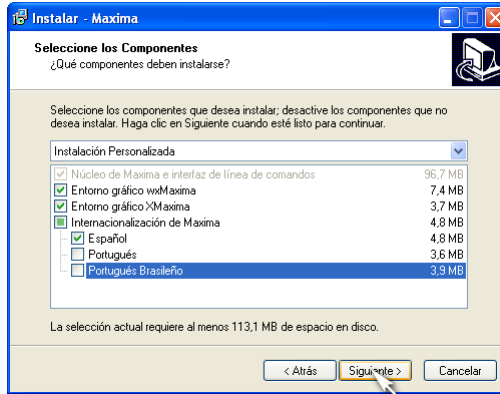 Instalar - Maxima
Seleccione los Componentes
¿Qué componentes deben instalarse?
Seleccione los componentes que desea instalar; desactive los componentes que no
desea instalar. Haga clic en Siguiente cuando esté listo para continuar.
Instalación Personalizada
Núcleo de Maxima e interfaz de línea de comandos 96,7 MB
Entorno gráfico wxMaxima 7,4 MB
Entorno gráfico XMaxima 3,7 MB
Internacionalización de Maxima 4,8 MB
Español 4,8 MB
Portugués 3,6 MB
Portugués Brasileño 3,9 MB
La selección actual requiere al menos 113,1 MB de espacio en disco.
< Atrás Siguiente > Cancelar